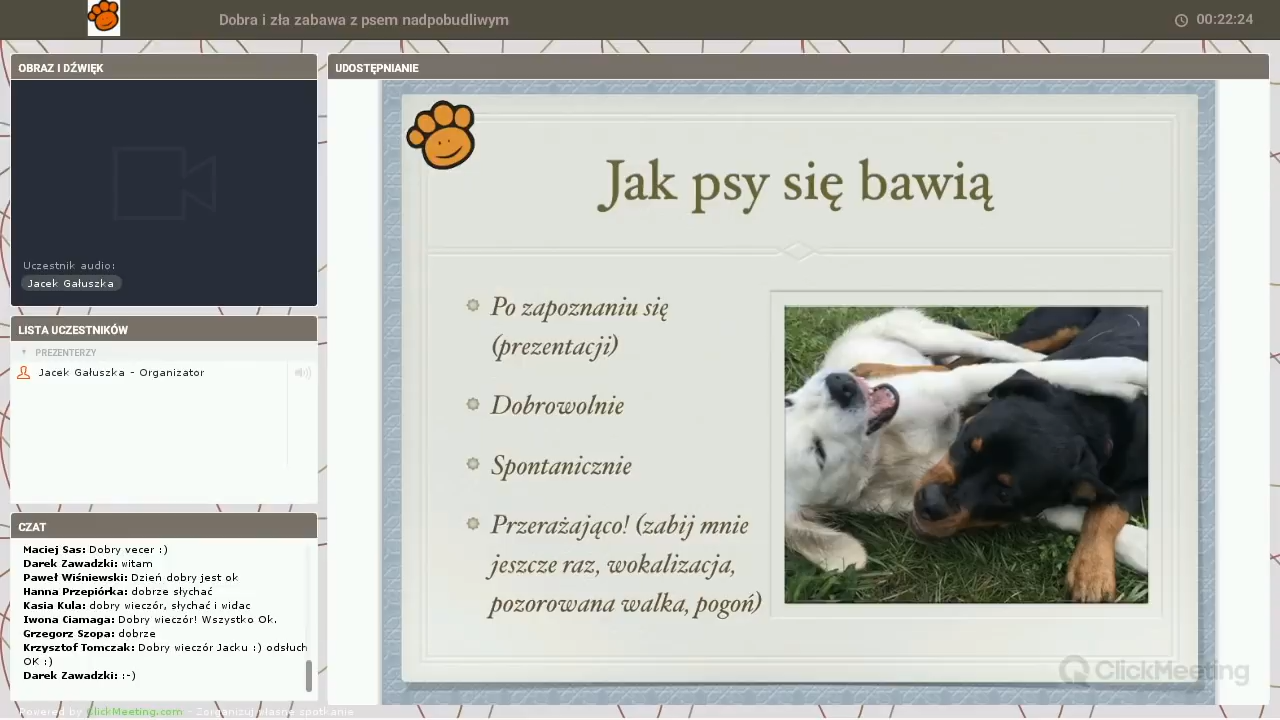 Dobra i zła zabawa z psem nadpobudliwym
00:22:24
OBRAZ I DŹWIĘK
Uczestnik audio:
Jacek Gałuszka
LISTA UCZESTNIKÓW
PREZENTERZY
Jacek Gałuszka - Organizator
CZAT
Maciej Sas: Dobry vecer :)
Darek Zawadzki: witam
Paweł Wiśniewski: Dzień dobry jest ok
Hanna Przepiórka: dobrze słychać
Kasia Kula: dobry wieczór, słychać i widac
Iwona Ciamaga: Dobry wieczór! Wszystko Ok.
Grzegorz Szopa: dobrze
Krzysztof Tomczak: Dobry wieczór Jacku :) odsłuch
OK :)
Darek Zawadzki: :-)
Powered by ClickMeeting.com - Zorganizuj własne spotkanie
UDOSTĘPNIANIE
Jak psy się bawią
Po zapoznaniu się
(prezentacji)
Dobrowolnie
Spontanicznie
Przerażająco! (zabij mnie
jeszcze raz, wokalizacja,
pozorowana walka, pogoń)
ClickMeeting